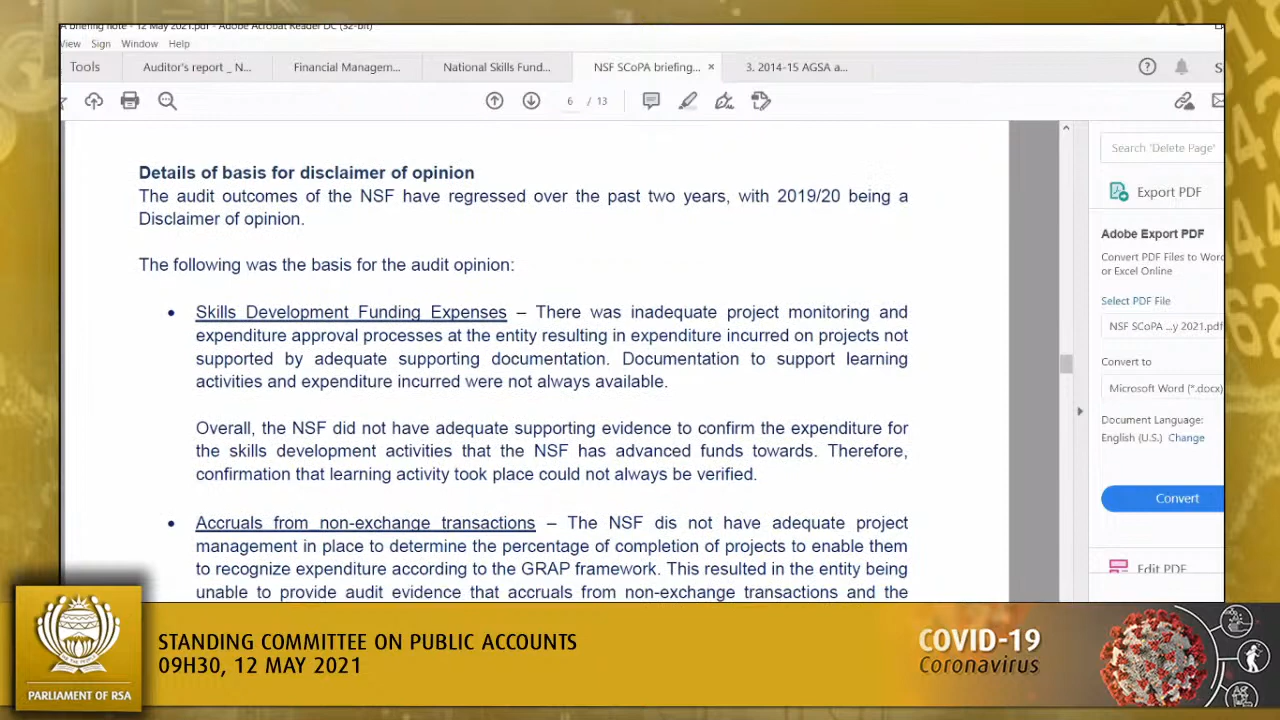 A briefing note - 12 May 2021.pdf - Adobe Acrobat Reader DC (32-bit)
View Sign Window Help
Tools Auditor's report _ N... Financial Managem... National Skills Fund... NSF SCoPA briefing... × 3. 2014-15 AGSA a...
6 / 13
Details of basis for disclaimer of opinion
The audit outcomes of the NSF have regressed over the past two years, with 2019/20 being a
Disclaimer of opinion.
The following was the basis for the audit opinion:
• Skills Development Funding Expenses – There was inadequate project monitoring and
expenditure approval processes at the entity resulting in expenditure incurred on projects not
supported by adequate supporting documentation. Documentation to support learning
activities and expenditure incurred were not always available.
Overall, the NSF did not have adequate supporting evidence to confirm the expenditure for
the skills development activities that the NSF has advanced funds towards. Therefore,
confirmation that learning activity took place could not always be verified.
• Accruals from non-exchange transactions – The NSF dis not have adequate project
management in place to determine the percentage of completion of projects to enable them
to recognize expenditure according to the GRAP framework. This resulted in the entity being
unable to provide audit evidence that accruals from non-exchange transactions and the
Search 'Delete Page'
Export PDF
Adobe Export PDF
Convert PDF Files to Word
or Excel Online
Select PDF File
NSF SCoPA ...y 2021.pdf
Convert to
Microsoft Word (*.docx)
Document Language:
English (U.S.) Change
Convert
Edit PDF
PARLIAMENT OF RSA
STANDING COMMITTEE ON PUBLIC ACCOUNTS
09H30, 12 MAY 2021
COVID-19
Coronavirus